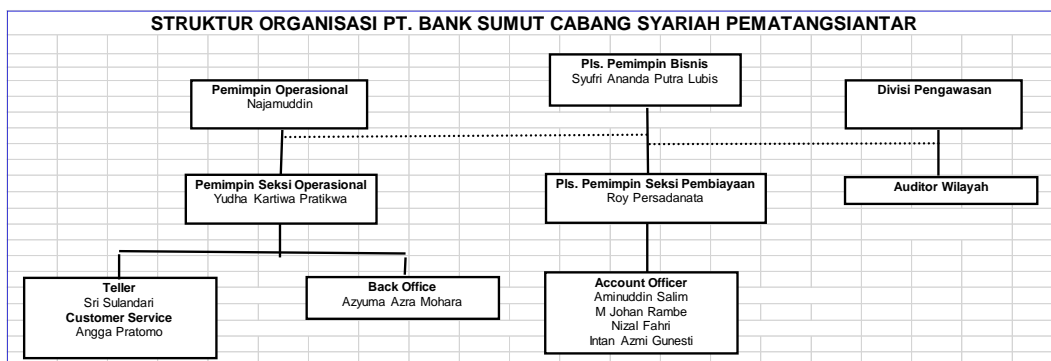 STRUKTUR ORGANISASI PT. BANK SUMUT CABANG SYARIAH PEMATANGSIANTAR
Pls. Pemimpin Bisnis
Syufri Ananda Putra Lubis
Pemimpin Operasional
Najamuddin
Divisi Pengawasan
Pemimpin Seksi Operasional
Yudha Kartiwa Pratikwa
Pls. Pemimpin Seksi Pembiayaan
Roy Persadanata
Auditor Wilayah
Teller
Sri Sulandari
Customer Service
Angga Pratomo
Back Office
Azyuma Azra Mohara
Account Officer
Aminuddin Salim
M Johan Rambe
Nizal Fahri
Intan Azmi Gunesti